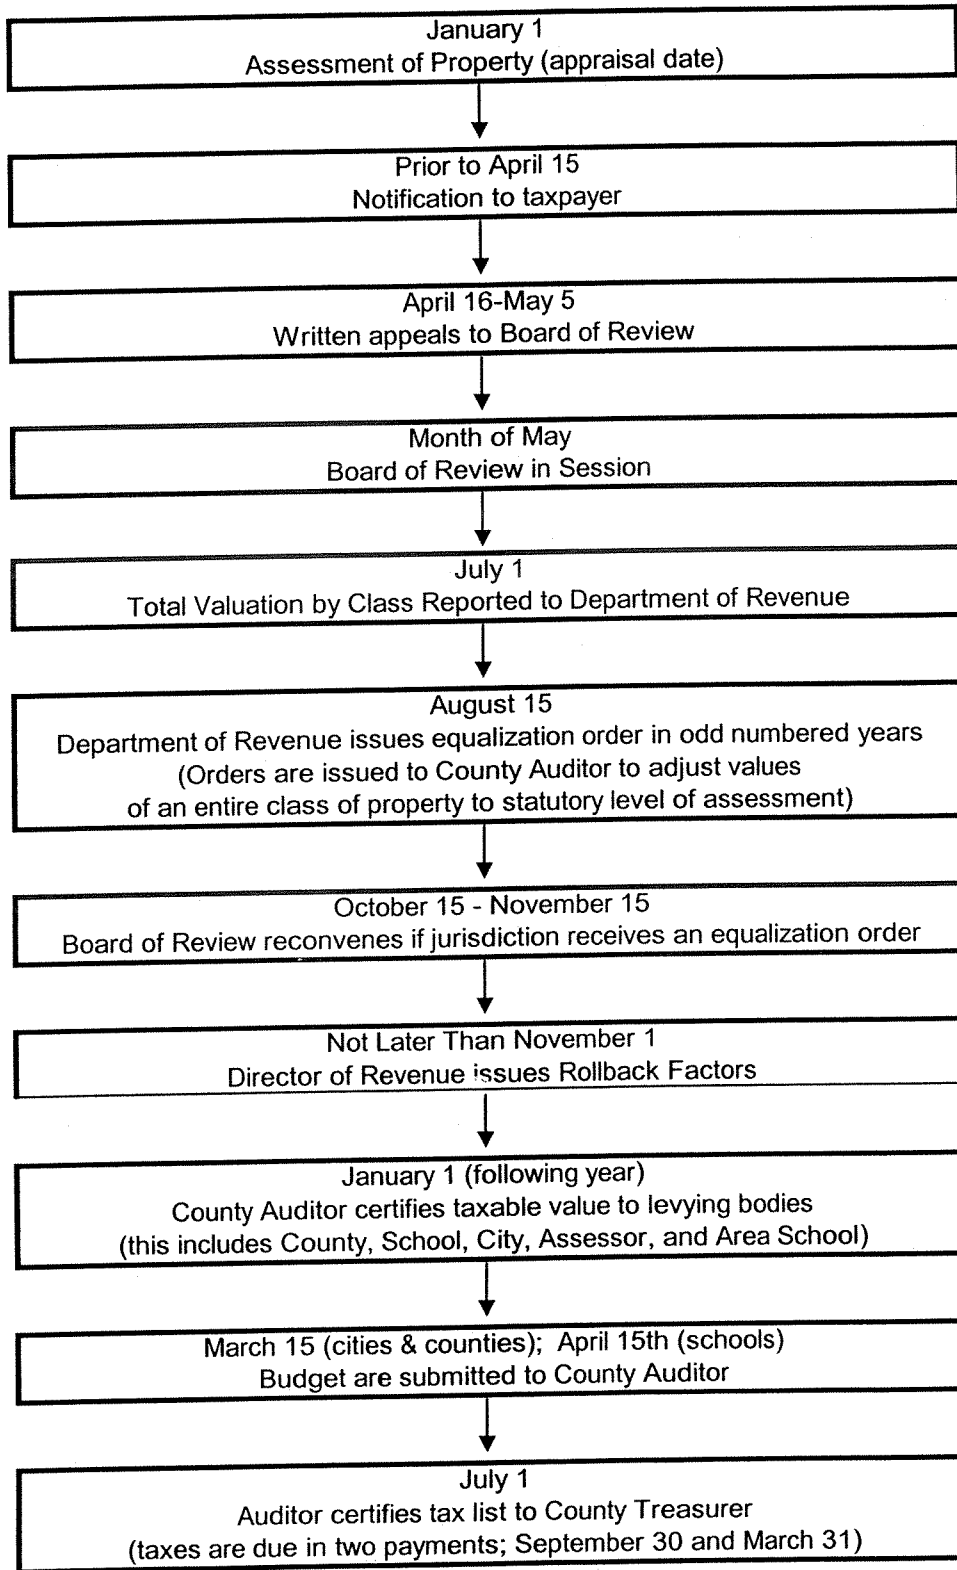 January 1
Assessment of Property (appraisal date)
Prior to April 15
Notification to taxpayer
April 16-May 5
Written appeals to Board of Review
Month of May
Board of Review in Session
July 1
Total Valuation by Class Reported to Department of Revenue
August 15
Department of Revenue issues equalization order in odd numbered years
(Orders are issued to County Auditor to adjust values
of an entire class of property to statutory level of assessment)
October 15 - November 15
Board of Review reconvenes if jurisdiction receives an equalization order
Not Later Than November 1
Director of Revenue issues Rollback Factors
January 1 (following year)
County Auditor certifies taxable value to levying bodies
(this includes County, School, City, Assessor, and Area School)
March 15 (cities & counties); April 15th (schools)
Budget are submitted to County Auditor
July 1
Auditor certifies tax list to County Treasurer
(taxes are due in two payments; September 30 and March 31)